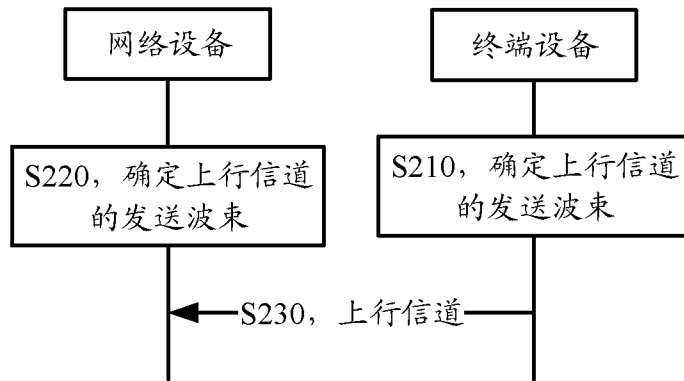 网络设备
终端设备
S220，确定上行信道
的发送波束
S210，确定上行信道
的发送波束
S230，上行信道